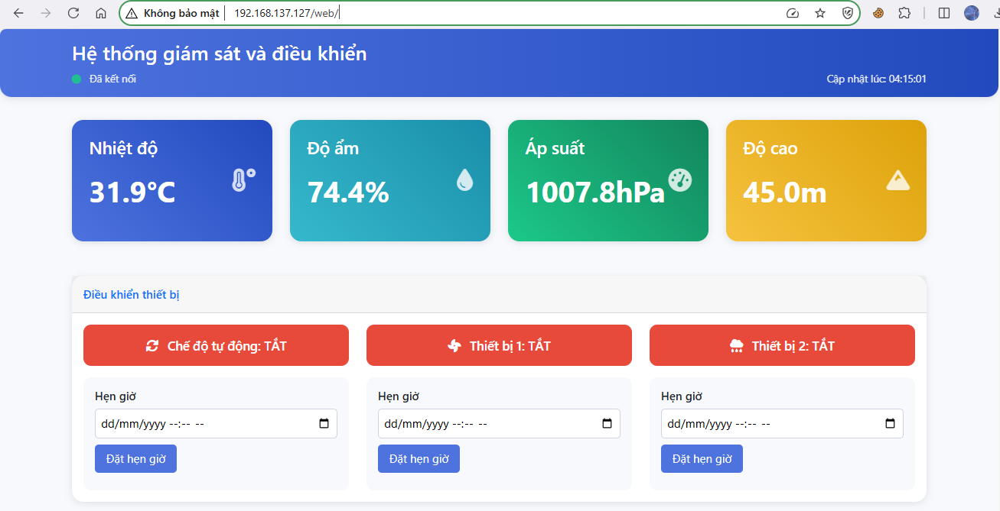 Không bảo mật 192.168.137.127/web/
Hệ thống giám sát và điều khiển
Đã kết nối Cập nhật lúc: 04:15:01
Nhiệt độ Độ ẩm Áp suất Độ cao
31.9°C 74.4% 1007.8hPa 45.0m
Điều khiển thiết bị
Chế độ tự động: TẮT Thiết bị 1: TẮT Thiết bị 2: TẮT
Hẹn giờ Hẹn giờ Hẹn giờ
dd/mm/yyyy --:-- -- dd/mm/yyyy --:-- -- dd/mm/yyyy --:-- --
Đặt hẹn giờ Đặt hẹn giờ Đặt hẹn giờ